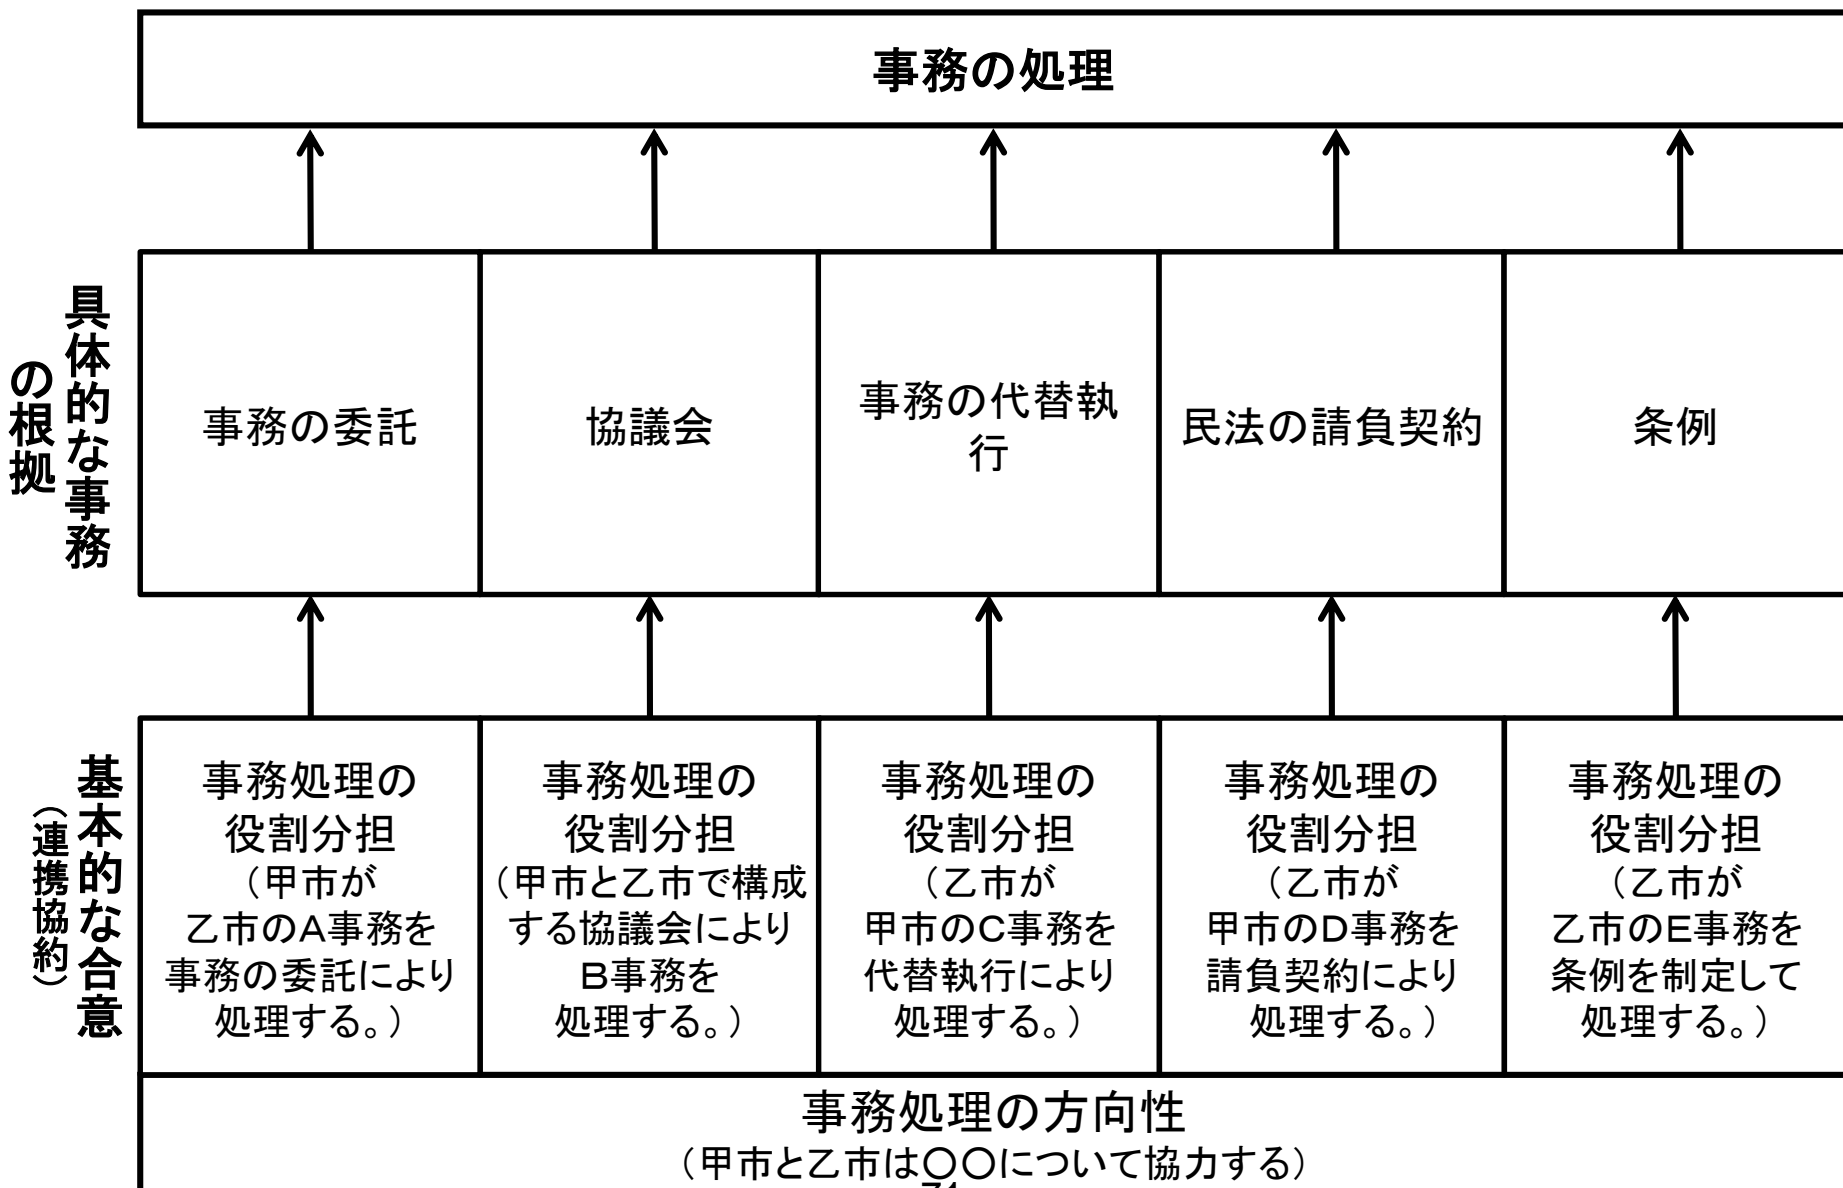 事務の処理
具体的な事務
の根拠
事務の委託
協議会
事務の代替執
行
民法の請負契約
条例
基本的な合意
（連携協約）
事務処理の
役割分担
（甲市が
乙市のA事務を
事務の委託により
処理する。）
事務処理の
役割分担
（甲市と乙市で構成
する協議会により
B事務を
処理する。）
事務処理の
役割分担
（乙市が
甲市のC事務を
代替執行により
処理する。）
事務処理の
役割分担
（乙市が
甲市のD事務を
請負契約により
処理する。）
事務処理の
役割分担
（乙市が
乙市のE事務を
条例を制定して
処理する。）
事務処理の方向性
（甲市と乙市は〇〇について協力する）